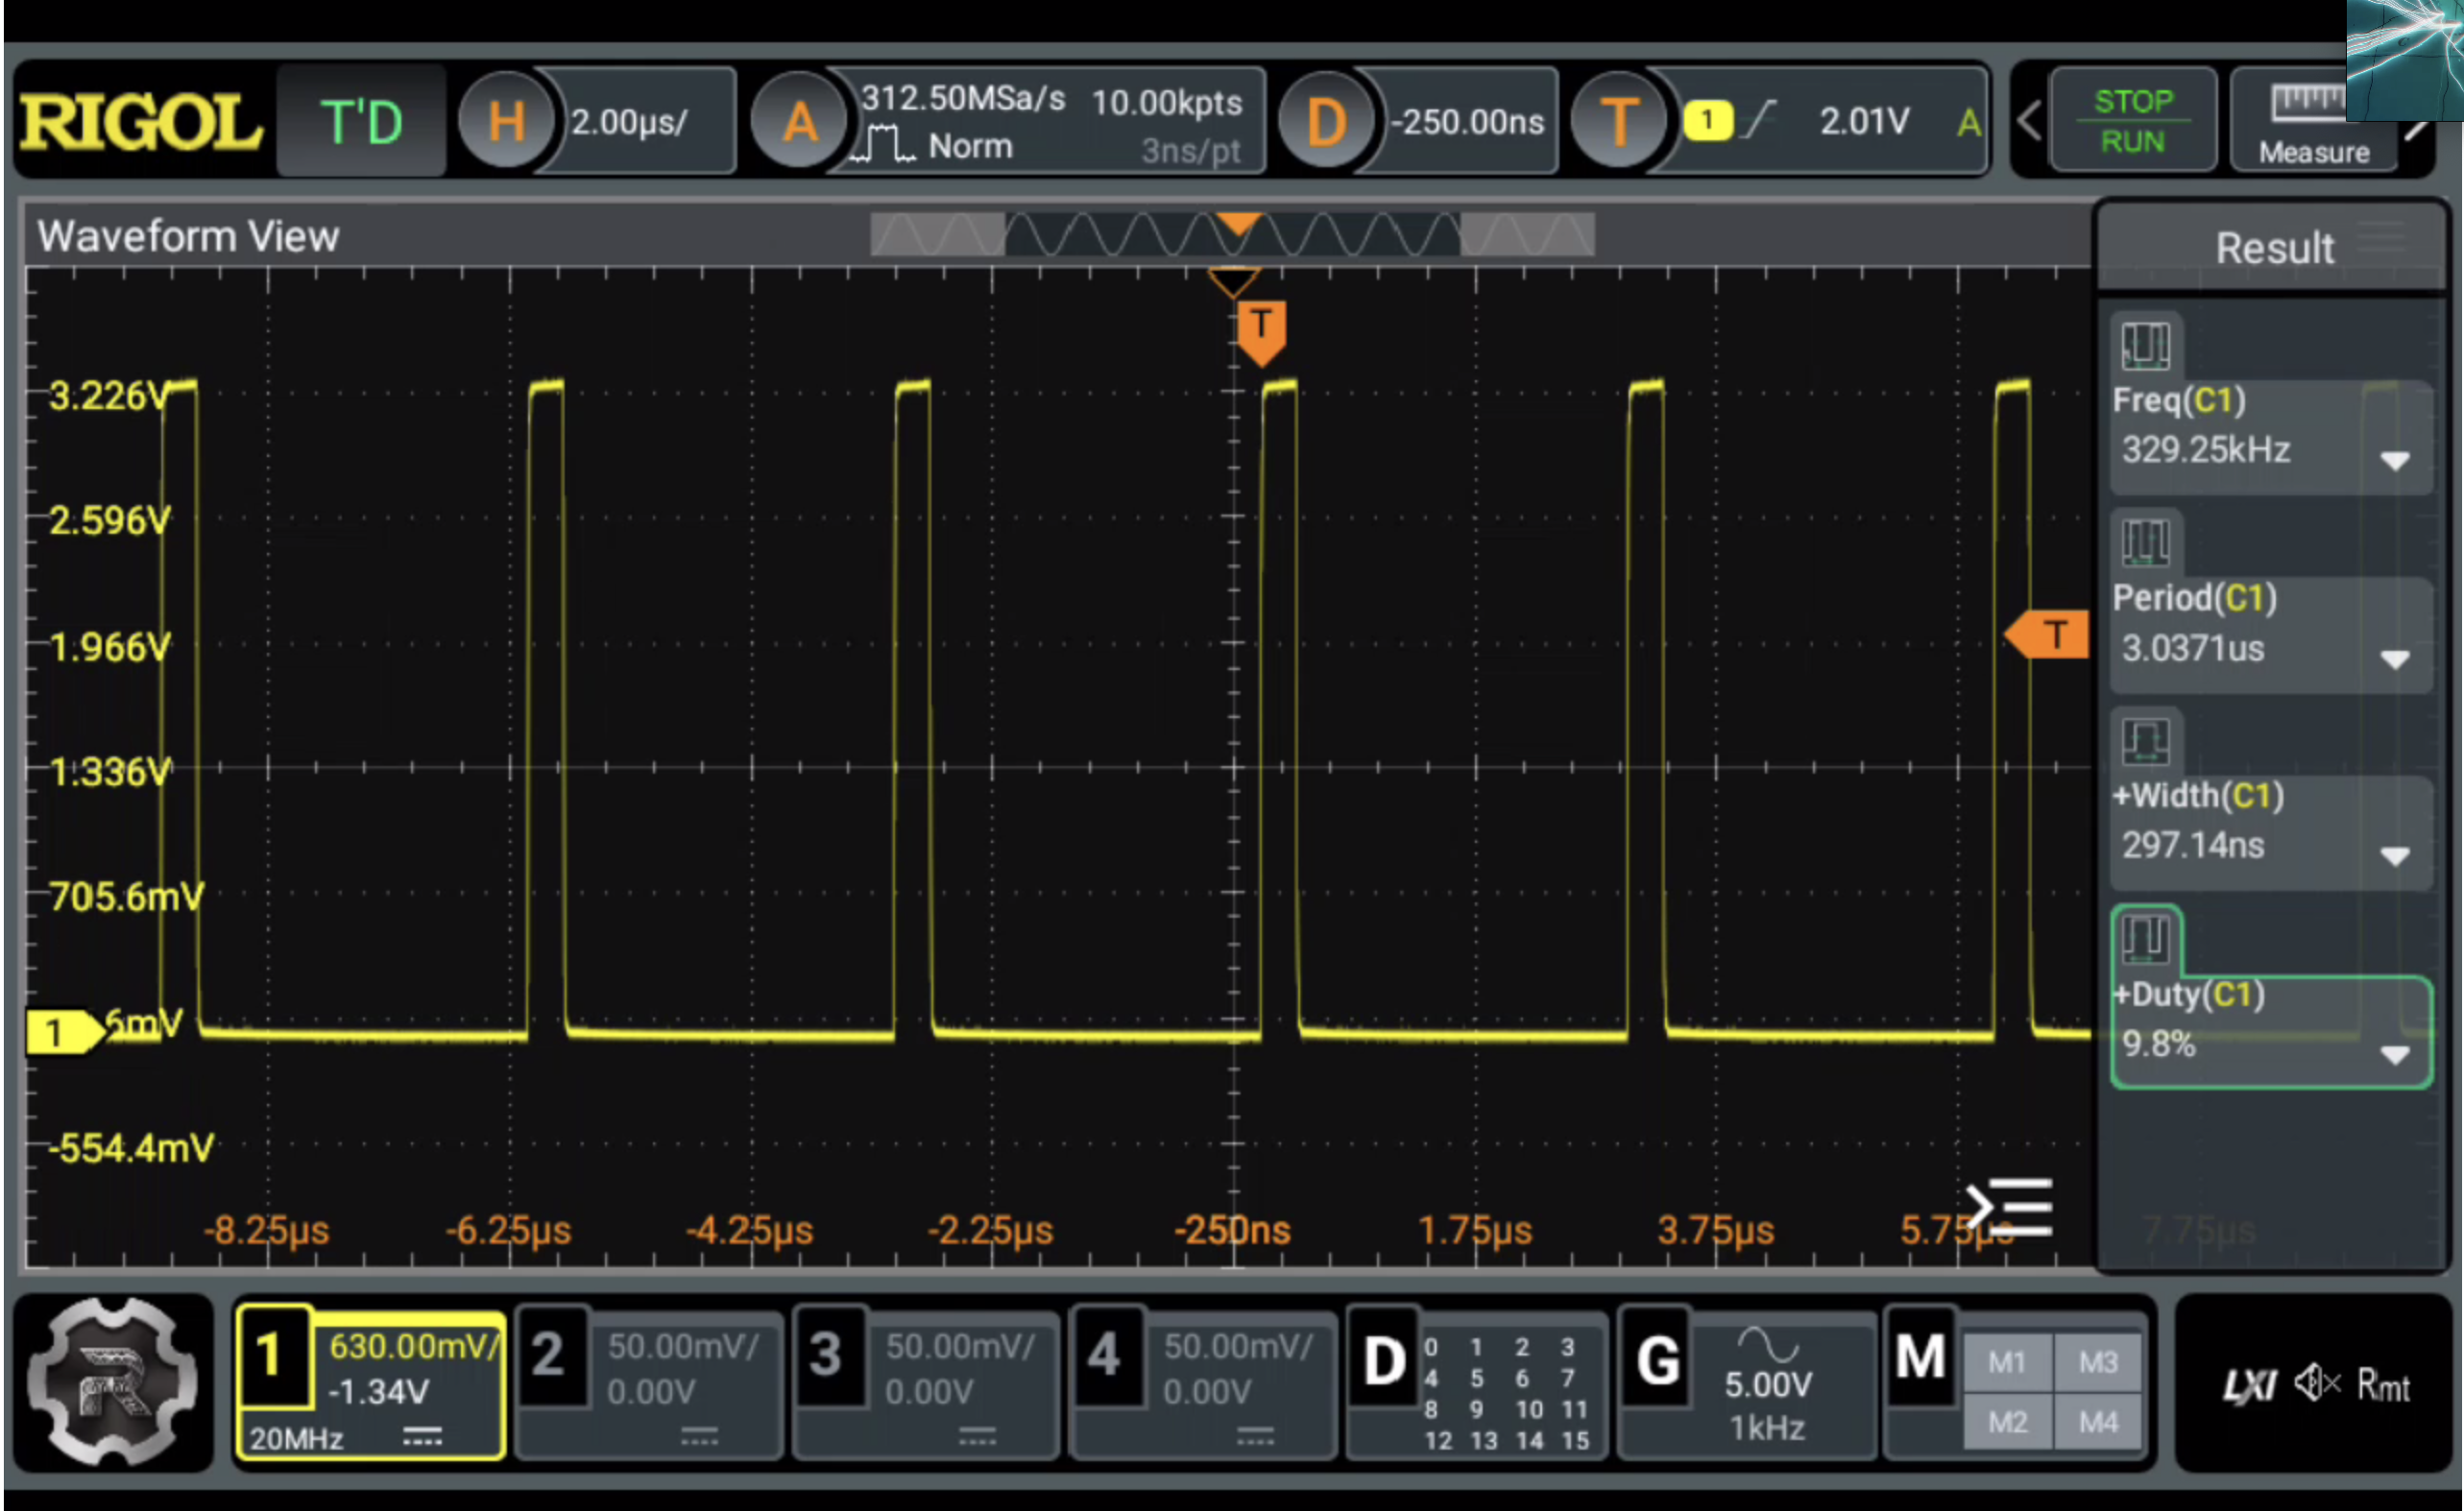 RIGOL
T'D
H
2.00µs/
A
312.50MSa/s
10.00kpts
Norm
3ns/pt
D
-250.00ns
T
1
2.01V
A
STOP
RUN
Measure
Waveform View
Result
T
3.226V
2.596V
1.966V
1.336V
705.6mV
6mV
-554.4mV
1
T
Freq(C1)
329.25kHz
Period(C1)
3.0371us
+Width(C1)
297.14ns
+Duty(C1)
9.8%
-8.25µs
-6.25µs
-4.25µs
-2.25µs
-250ns
1.75µs
3.75µs
5.75µs
7.75µs
R
1
630.00mV/
-1.34V
20MHz
2
50.00mV/
0.00V
3
50.00mV/
0.00V
4
50.00mV/
0.00V
D
0 1 2 3
4 5 6 7
8 9 10 11
12 13 14 15
G
5.00V
1kHz
M
M1 M3
M2 M4
LXI
Rmt